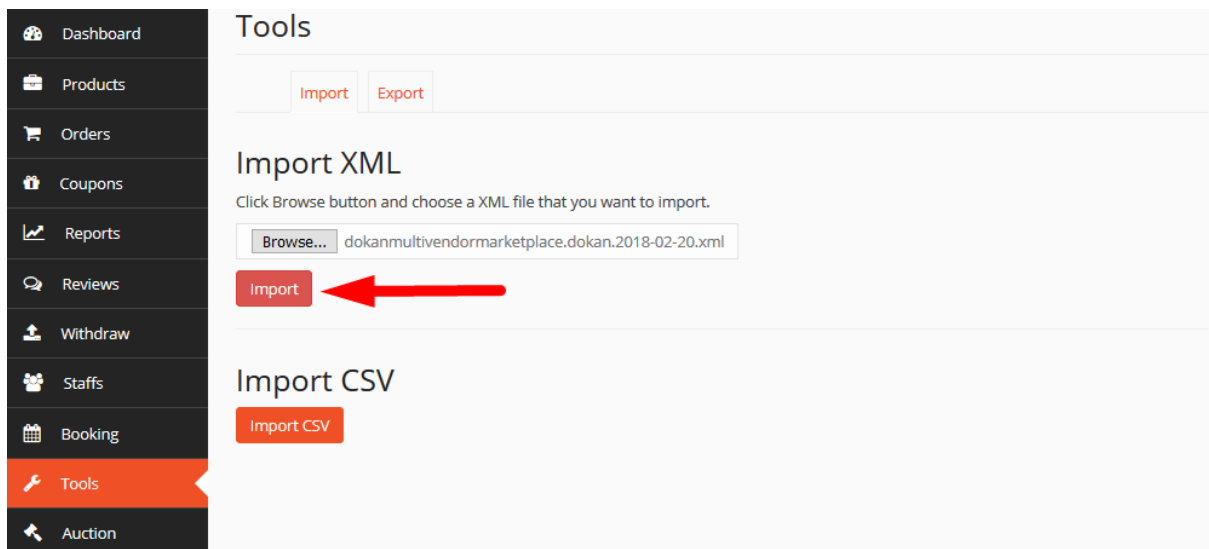 Dashboard
Products
Orders
Coupons
Reports
Reviews
Withdraw
Staffs
Booking
Tools
Auction
Tools
Import Export
Import XML
Click Browse button and choose a XML file that you want to import.
Browse... dokanmultivendormarketplace.dokan.2018-02-20.xml
Import
Import CSV
Import CSV